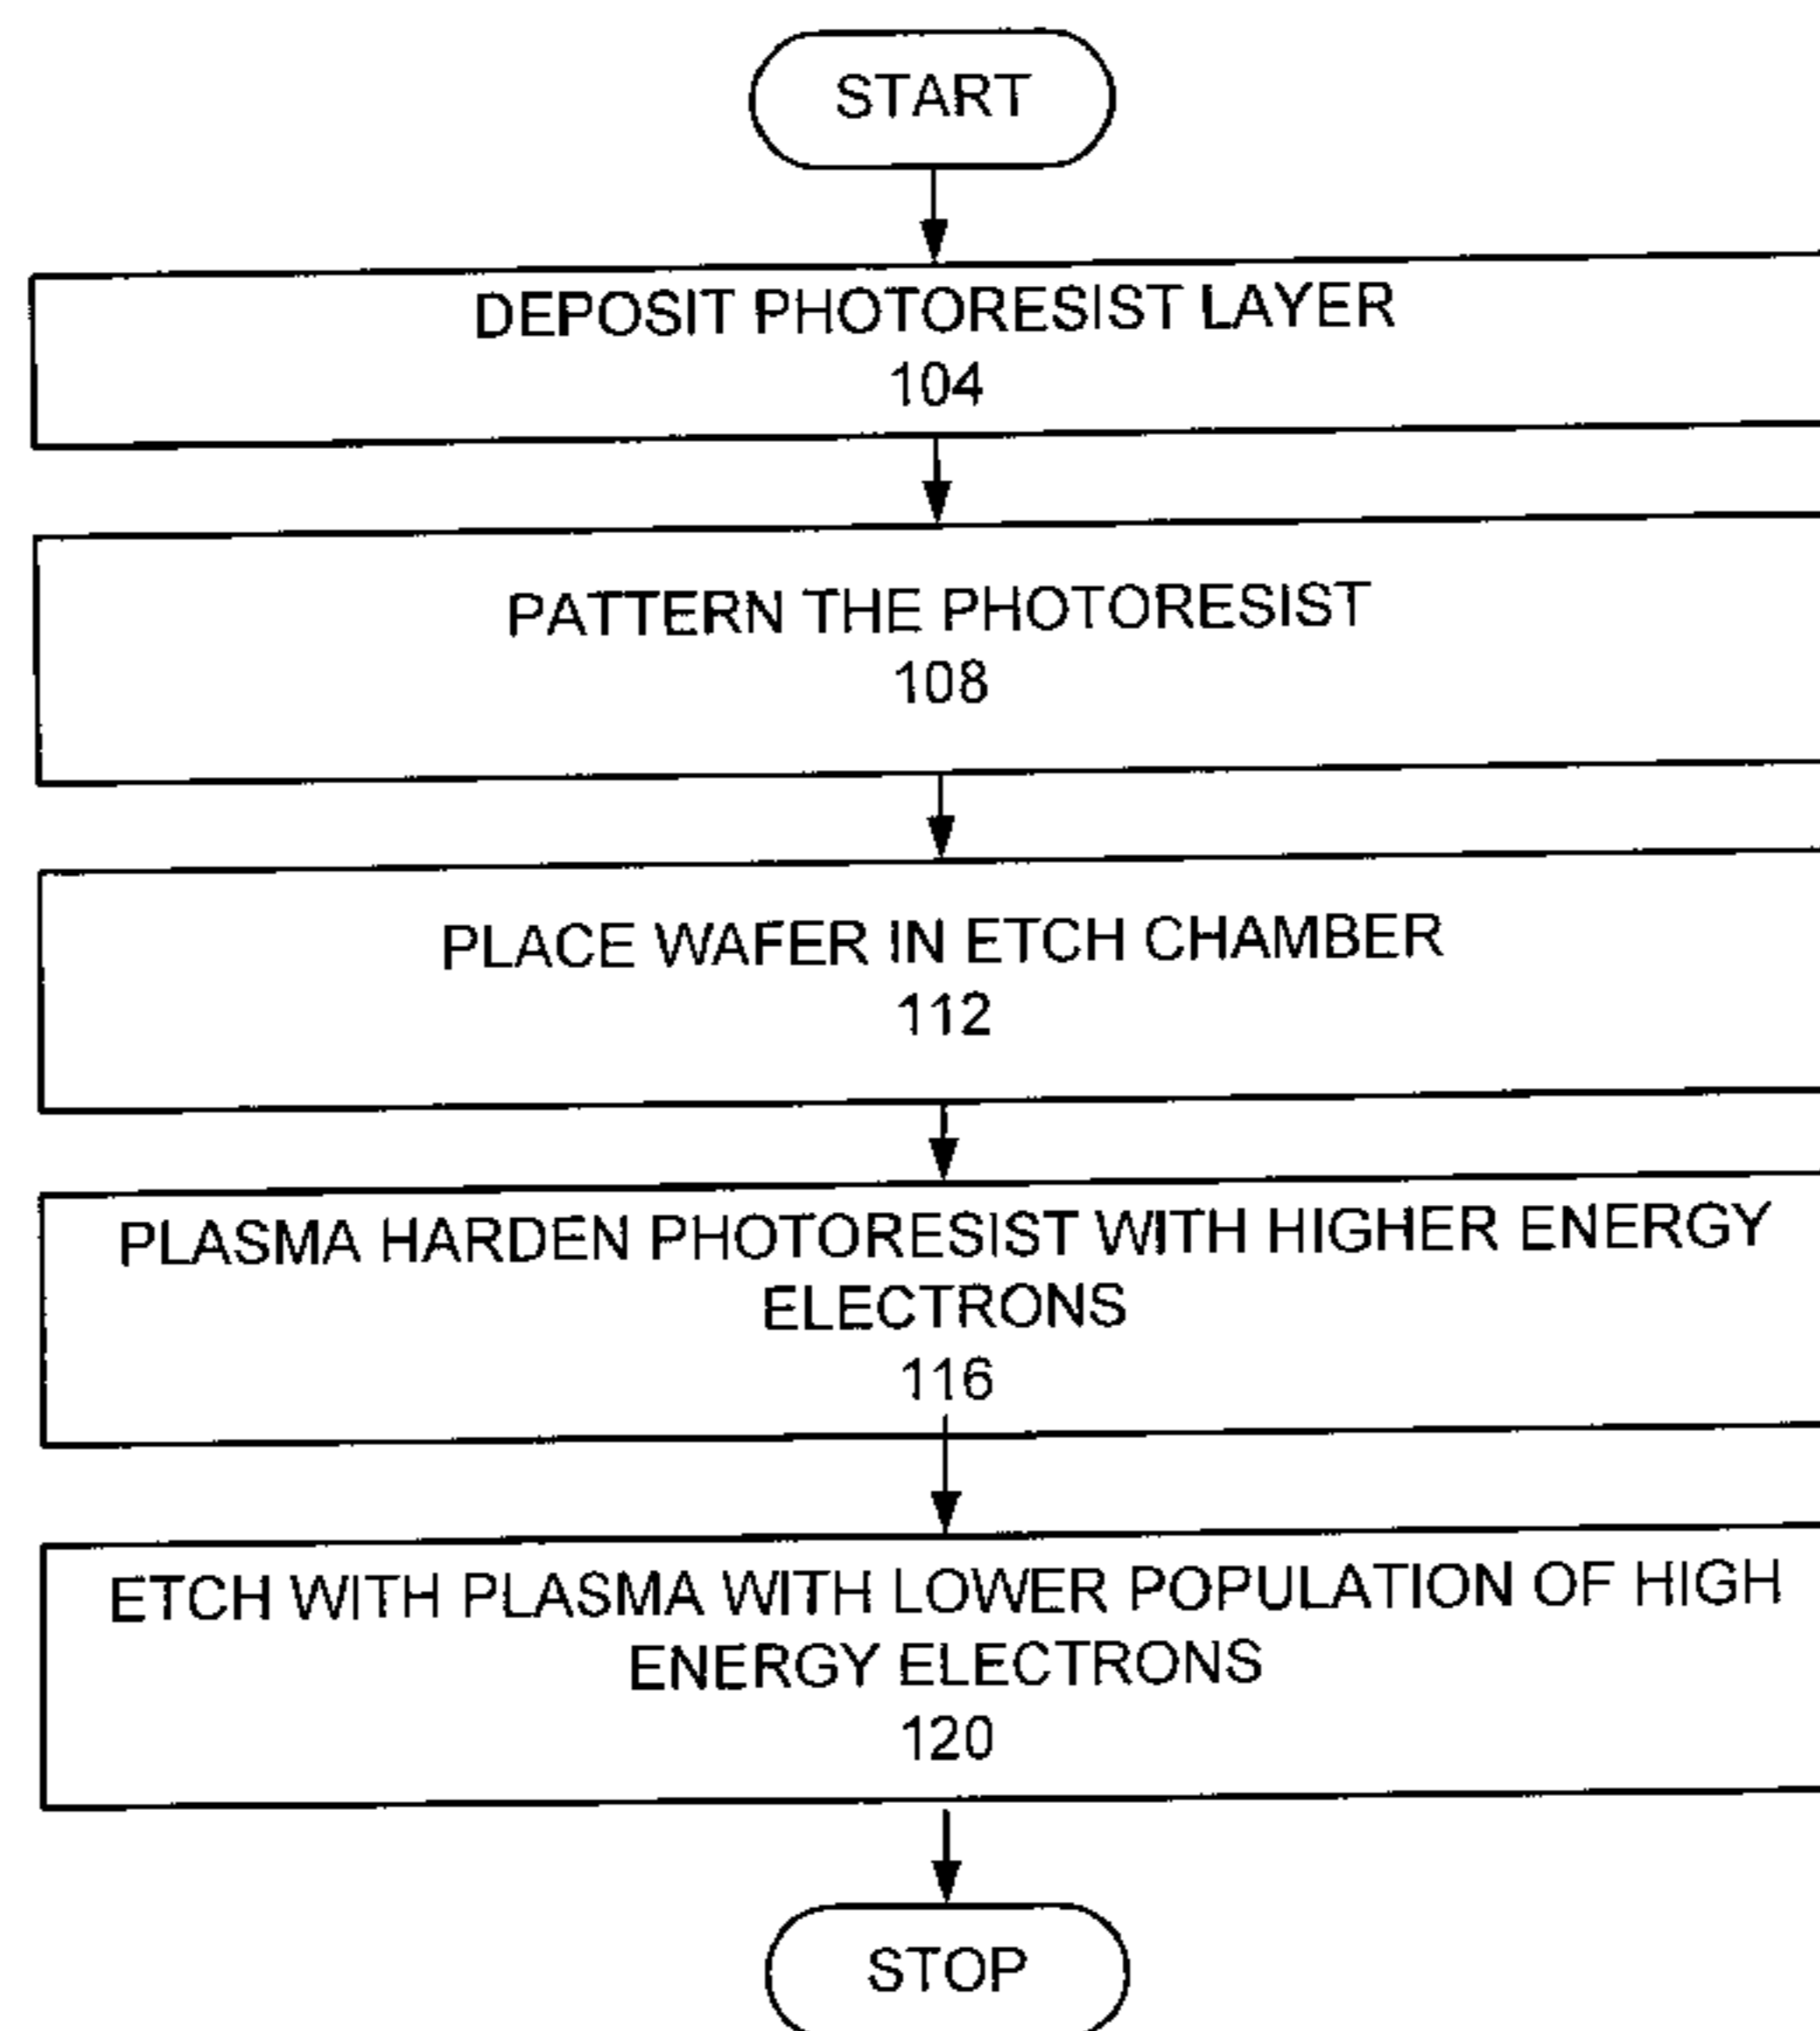 START
DEPOSIT PHOTORESIST LAYER
104
PATTERN THE PHOTORESIST
108
PLACE WAFER IN ETCH CHAMBER
112
PLASMA HARDEN PHOTORESIST WITH HIGHER ENERGY
ELECTRONS
116
ETCH WITH PLASMA WITH LOWER POPULATION OF HIGH
ENERGY ELECTRONS
120
STOP